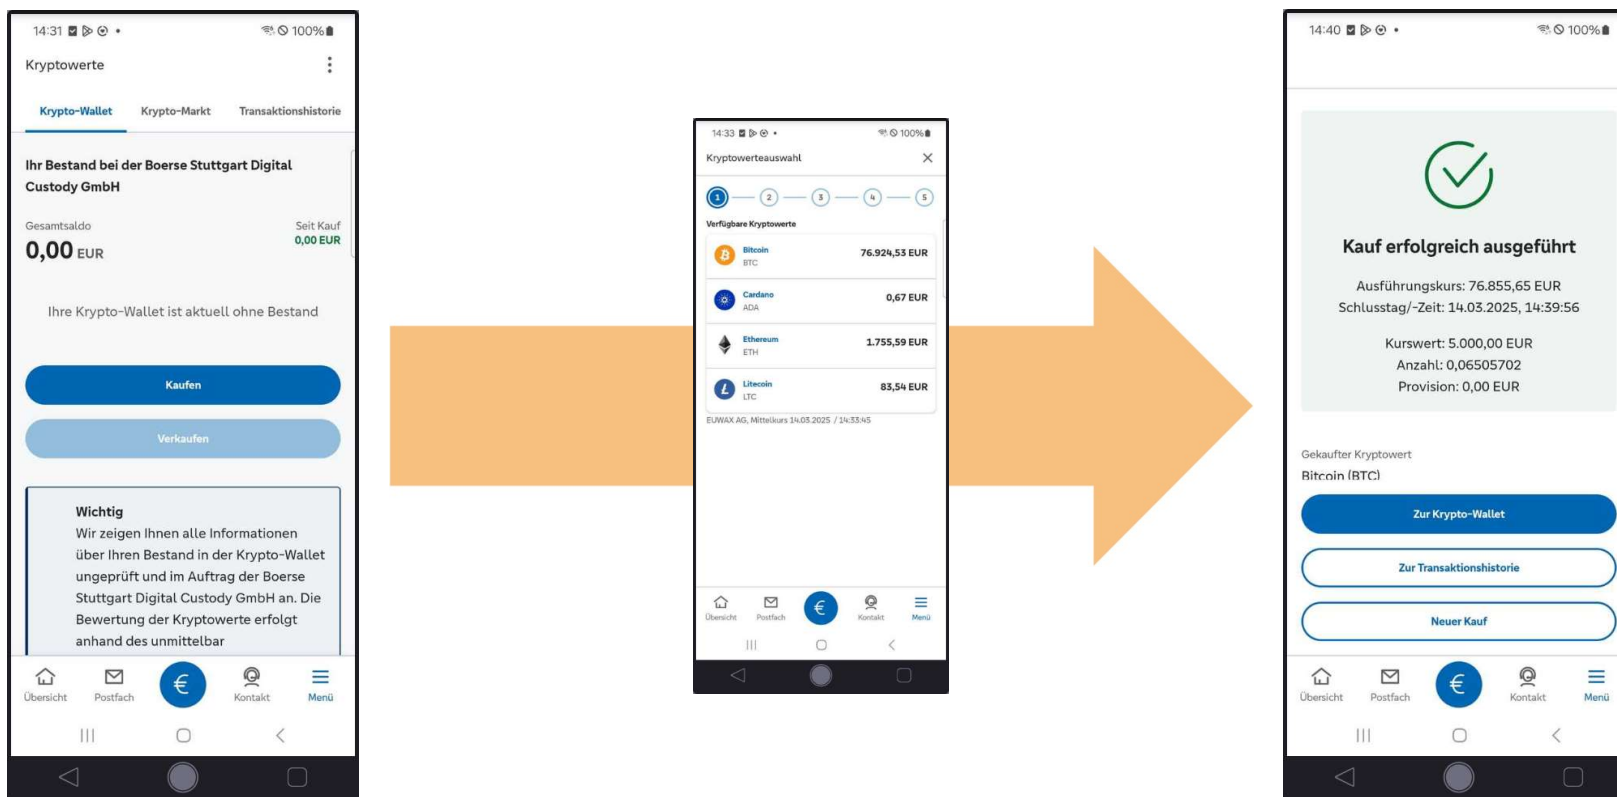 14:31
100%
Kryptowerte
Krypto-Wallet Krypto-Markt Transaktionshistorie
Ihr Bestand bei der Boerse Stuttgart Digital
Custody GmbH
Gesamtsaldo Seit Kauf
0,00 EUR 0,00 EUR
Ihre Krypto-Wallet ist aktuell ohne Bestand
Kaufen
Verkaufen
Wichtig
Wir zeigen Ihnen alle Informationen
über Ihren Bestand in der Krypto-Wallet
ungeprüft und im Auftrag der Boerse
Stuttgart Digital Custody GmbH an. Die
Bewertung der Kryptowerte erfolgt
anhand des unmittelbar
€
Übersicht Postfach Kontakt Menü
14:33
100%
Kryptowerteauswahl
1 2 3 4 5
Verfügbare Kryptowerte
Bitcoin 76.924,53 EUR
BTC
Cardano 0,67 EUR
ADA
Ethereum 1.755,59 EUR
ETH
Litecoin 83,54 EUR
LTC
EUWAX AG, Mittelkurs 14.03.2025 / 14:33:45
€
Übersicht Postfach Kontakt Menü
14:40
100%
Kauf erfolgreich ausgeführt
Ausführungskurs: 76.855,65 EUR
Schlusstag/-Zeit: 14.03.2025, 14:39:56
Kurswert: 5.000,00 EUR
Anzahl: 0,06505702
Provision: 0,00 EUR
Gekaufter Kryptowert
Bitcoin (BTC)
Zur Krypto-Wallet
Zur Transaktionshistorie
Neuer Kauf
€
Übersicht Postfach Kontakt Menü